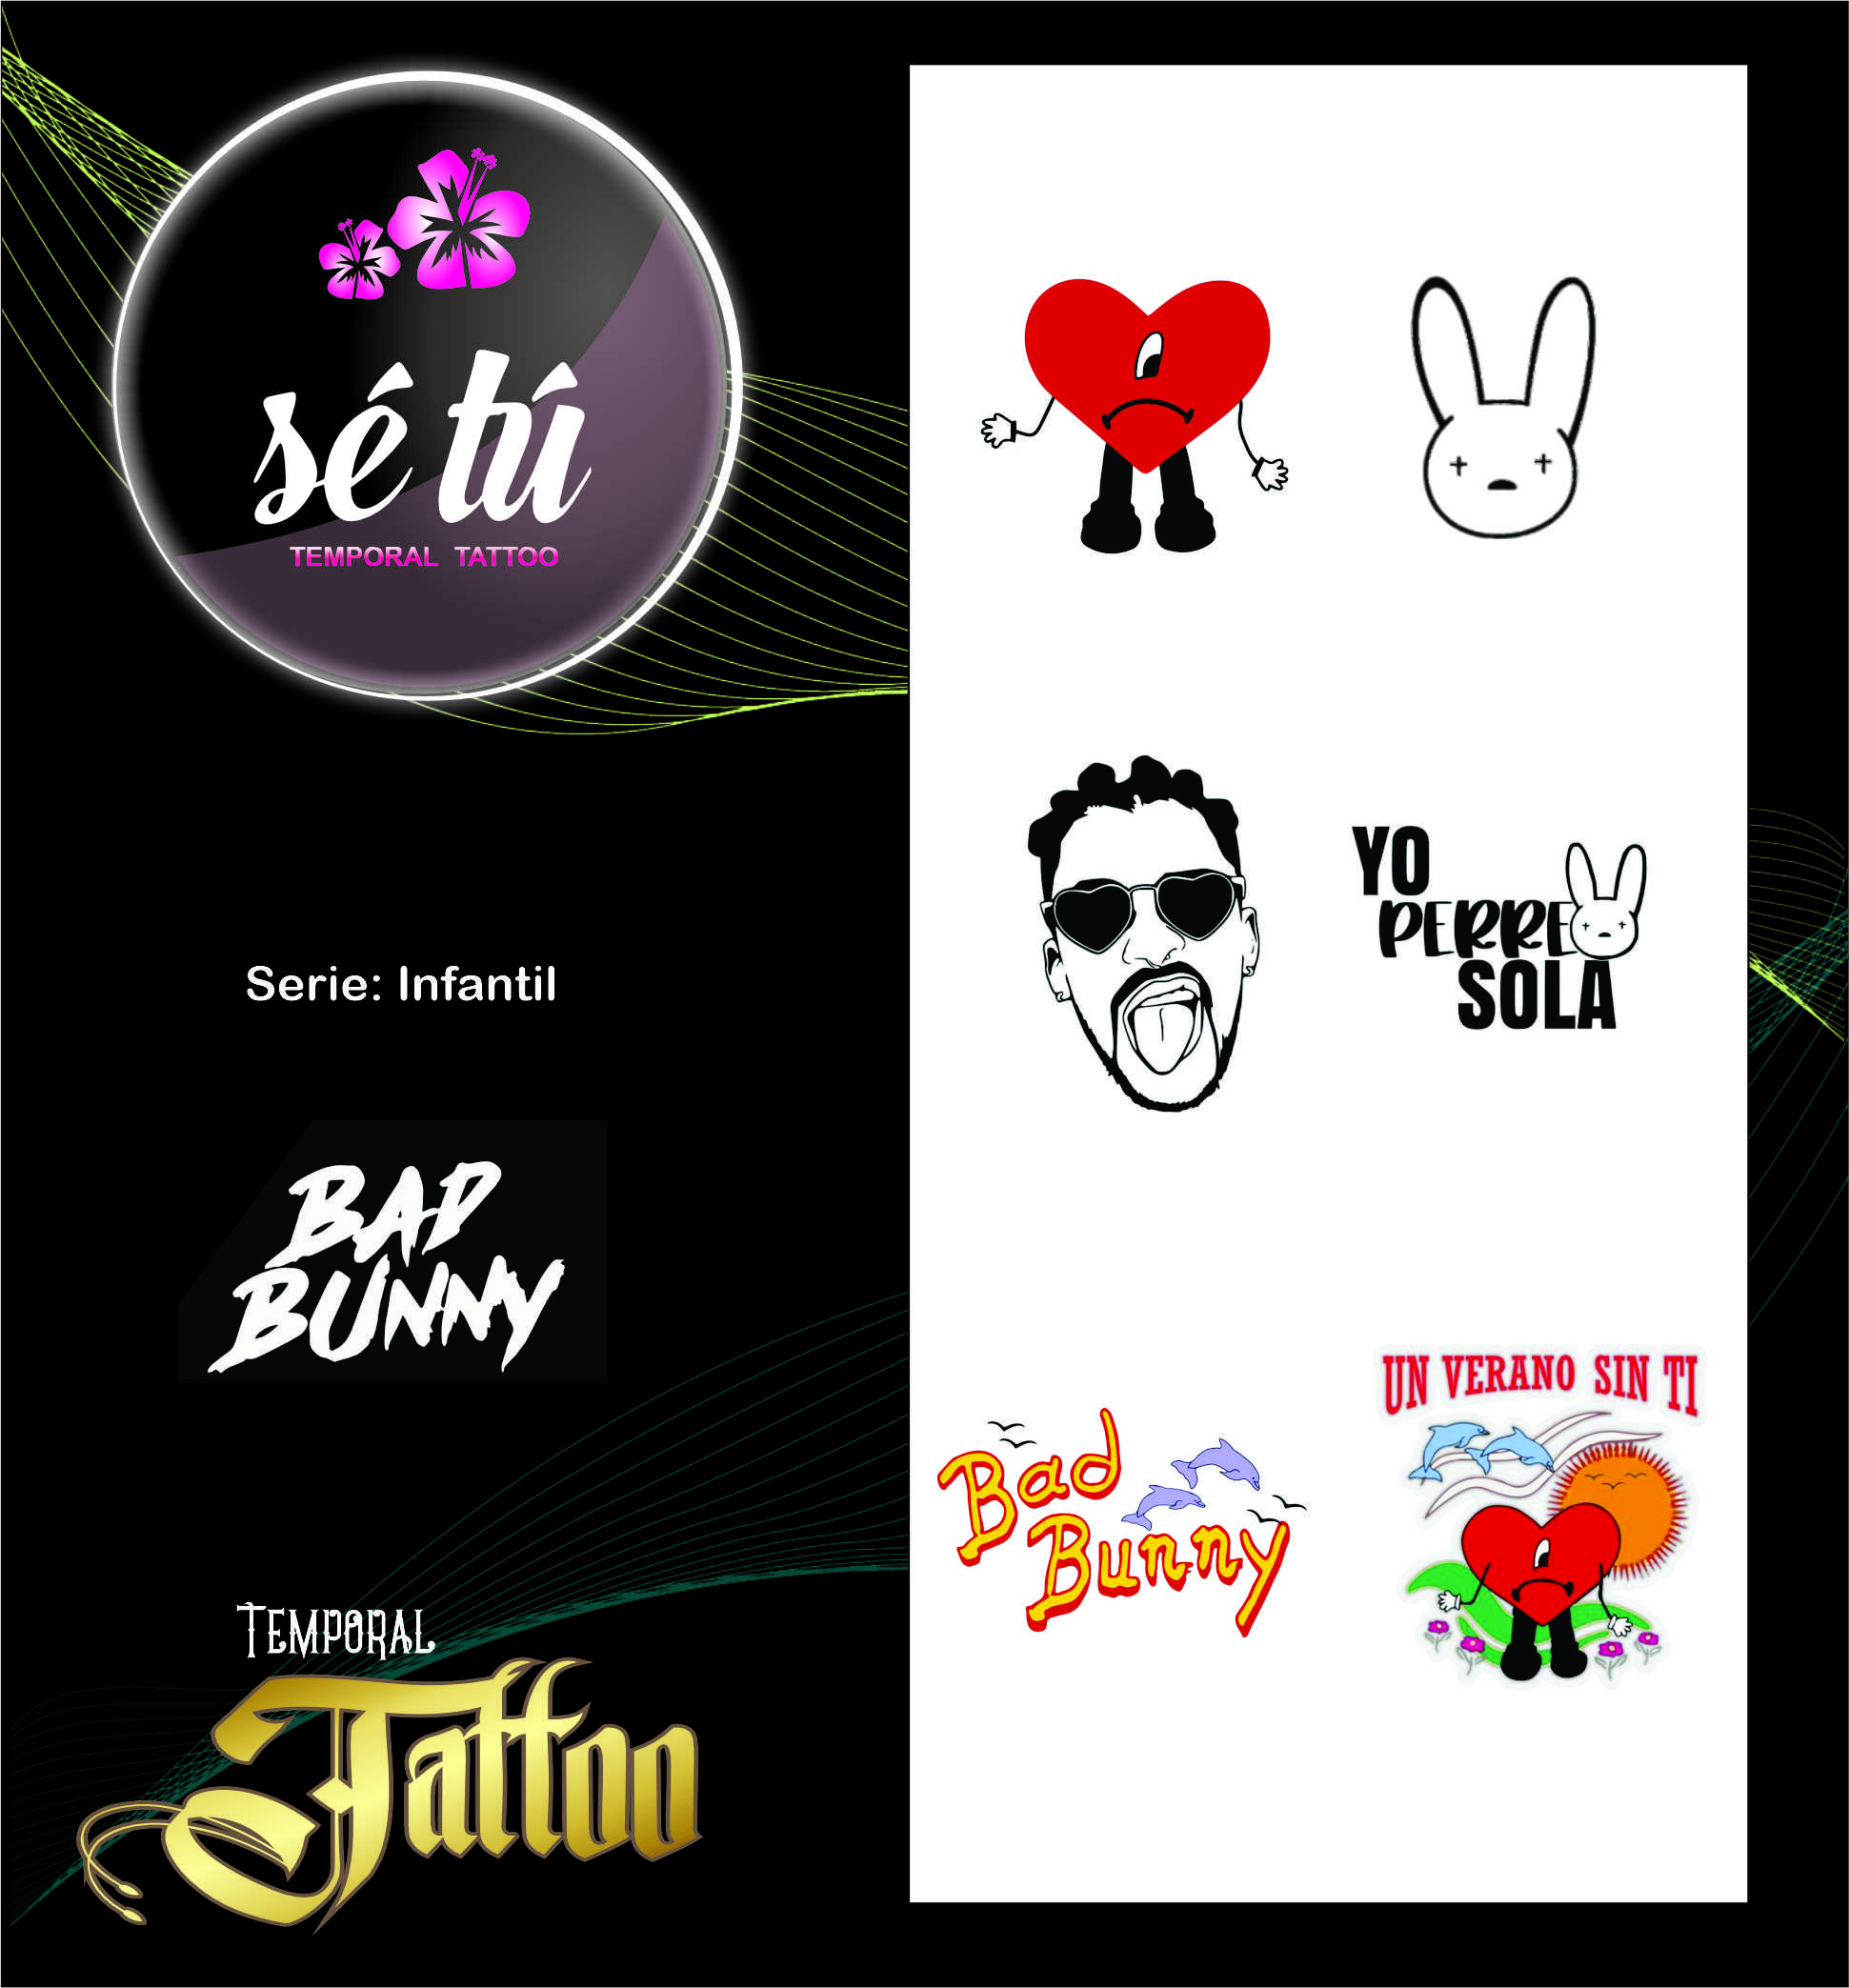 sé tú
TEMPORAL TATTOO
Serie: Infantil
BAD
BUNNY
TEMPORAL
Tattoo
YO
PERREO
SOLA
Bad
Bunny
UN VERANO SIN TI